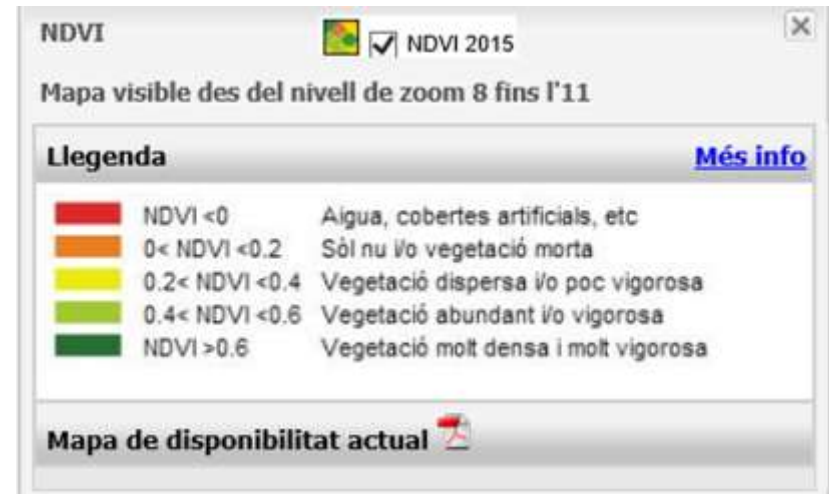 NDVI NDVI 2015
Mapa visible des del nivell de zoom 8 fins l'11
Llegenda Més info
NDVI <0 Aigua, cobertes artificials, etc
0< NDVI <0.2 Sòl nu i/o vegetació morta
0.2< NDVI <0.4 Vegetació dispersa i/o poc vigorosa
0.4< NDVI <0.6 Vegetació abundant i/o vigorosa
NDVI >0.6 Vegetació molt densa i molt vigorosa
Mapa de disponibilitat actual